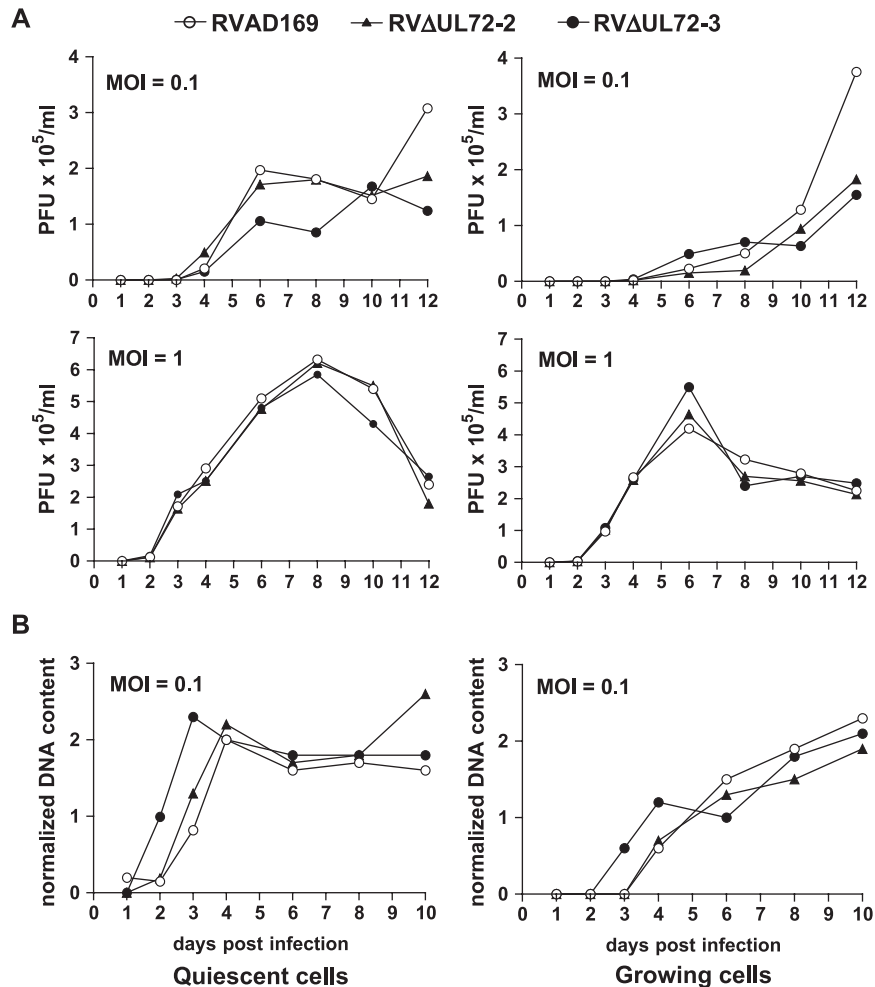 A
RVAD169 RVΔUL72-2 RVΔUL72-3
MOI = 0.1
PFU x 10⁵/ml
4
3
2
1
0
0 1 2 3 4 5 6 7 8 9 10 11 12
MOI = 0.1
PFU x 10⁵/ml
4
3
2
1
0
0 1 2 3 4 5 6 7 8 9 10 11 12
MOI = 1
PFU x 10⁵/ml
7
6
5
4
3
2
1
0
0 1 2 3 4 5 6 7 8 9 10 11 12
MOI = 1
PFU x 10⁵/ml
7
6
5
4
3
2
1
0
0 1 2 3 4 5 6 7 8 9 10 11 12
B
MOI = 0.1
normalized DNA content
3
2
1
0
0 1 2 3 4 5 6 7 8 9 10
days post infection
Quiescent cells
MOI = 0.1
normalized DNA content
3
2
1
0
0 1 2 3 4 5 6 7 8 9 10
days post infection
Growing cells